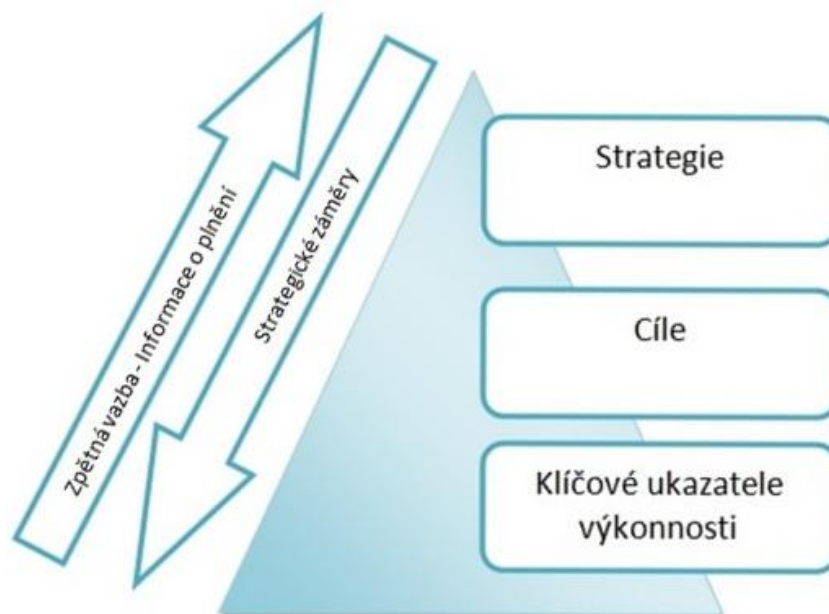 Zpětná vazba - Informace o plnění
Strategické záměry
Strategie
Cíle
Klíčové ukazatele
výkonnosti